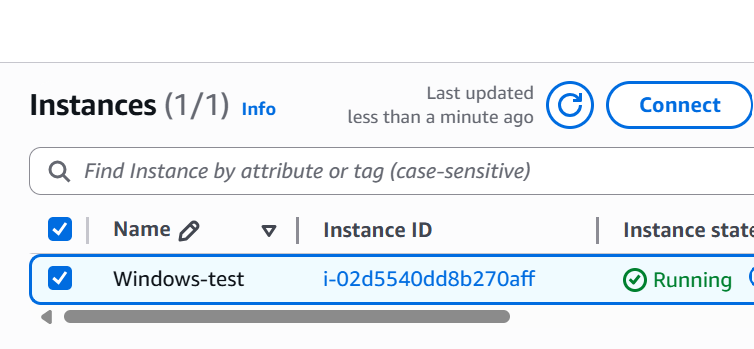 Instances (1/1) Info
Last updated
less than a minute ago
Connect
Find Instance by attribute or tag (case-sensitive)
Name Instance ID Instance state
Windows-test i-02d5540dd8b270aff Running